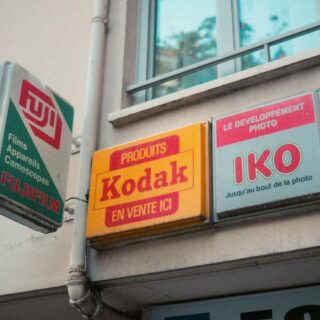 FUJI
Films
Appareils
Camescopes
FUJIFILM
PRODUITS
Kodak
EN VENTE ICI
LE DEVELOPPEMENT
PHOTO
IKO
Jusqu'au bout de la photo